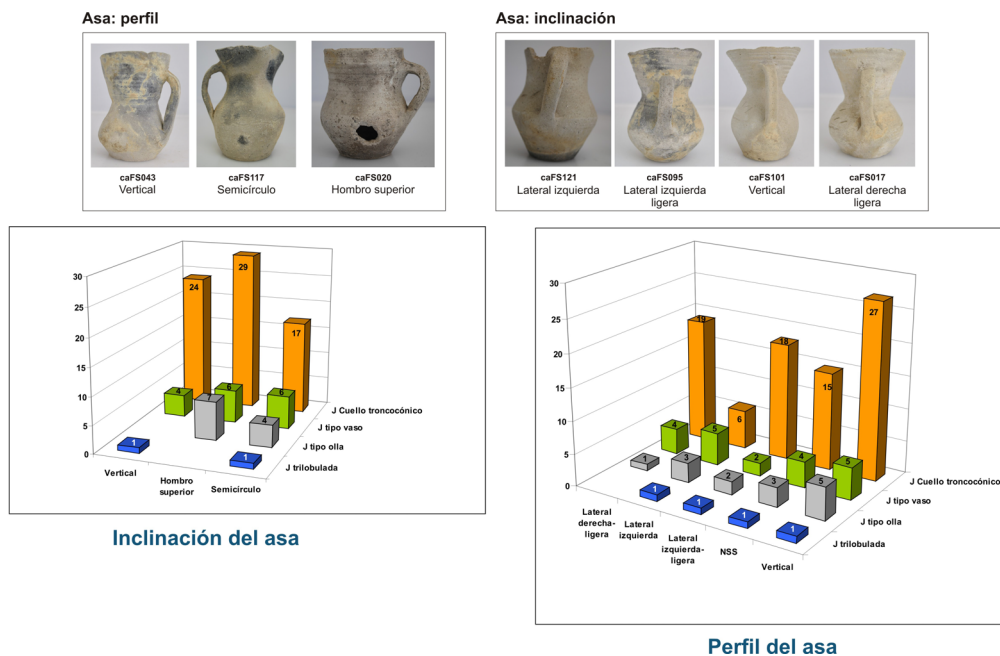 Asa: perfil
caFS043
Vertical
caFS117
Semicírculo
caFS020
Hombro superior
Asa: inclinación
caFS121
Lateral izquierda
caFS095
Lateral izquierda
ligera
caFS101
Vertical
caFS017
Lateral derecha
ligera
30
25
20
15
10
5
0
24
29
17
4
6
6
7
4
1
1
Vertical
Hombro
superior
Semicírculo
J Cuello troncocónico
J tipo vaso
J tipo olla
J trilobulada
Inclinación del asa
30
25
20
15
10
5
0
19
6
18
15
27
4
5
2
4
5
1
3
2
3
5
1
1
1
1
Lateral
derecha-
ligera
Lateral
izquierda
Lateral
izquierda-
ligera
NSS
Vertical
J Cuello troncocónico
J tipo vaso
J tipo olla
J trilobulada
Perfil del asa